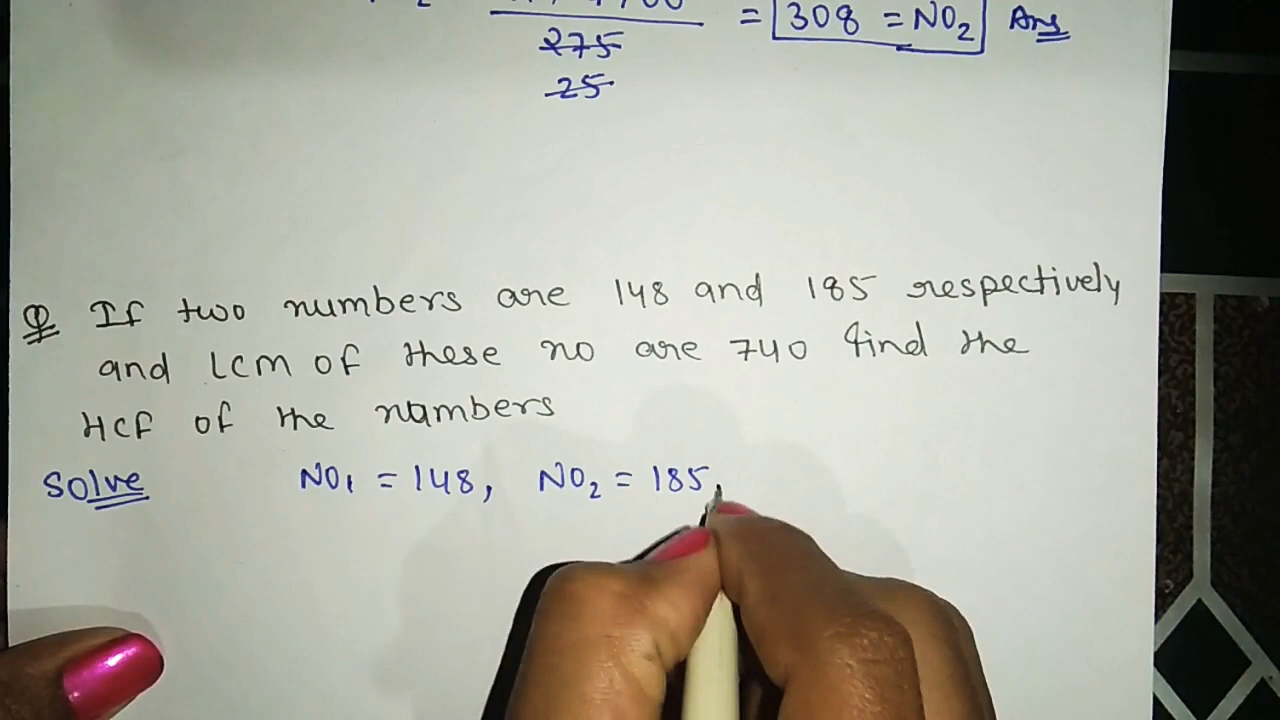 = 308 = NO2 Ans
275
25
Q If two numbers are 148 and 185 respectively
and LCM of these no are 740 find the
HCF of the numbers
Solve NO1 = 148, NO2 = 185,